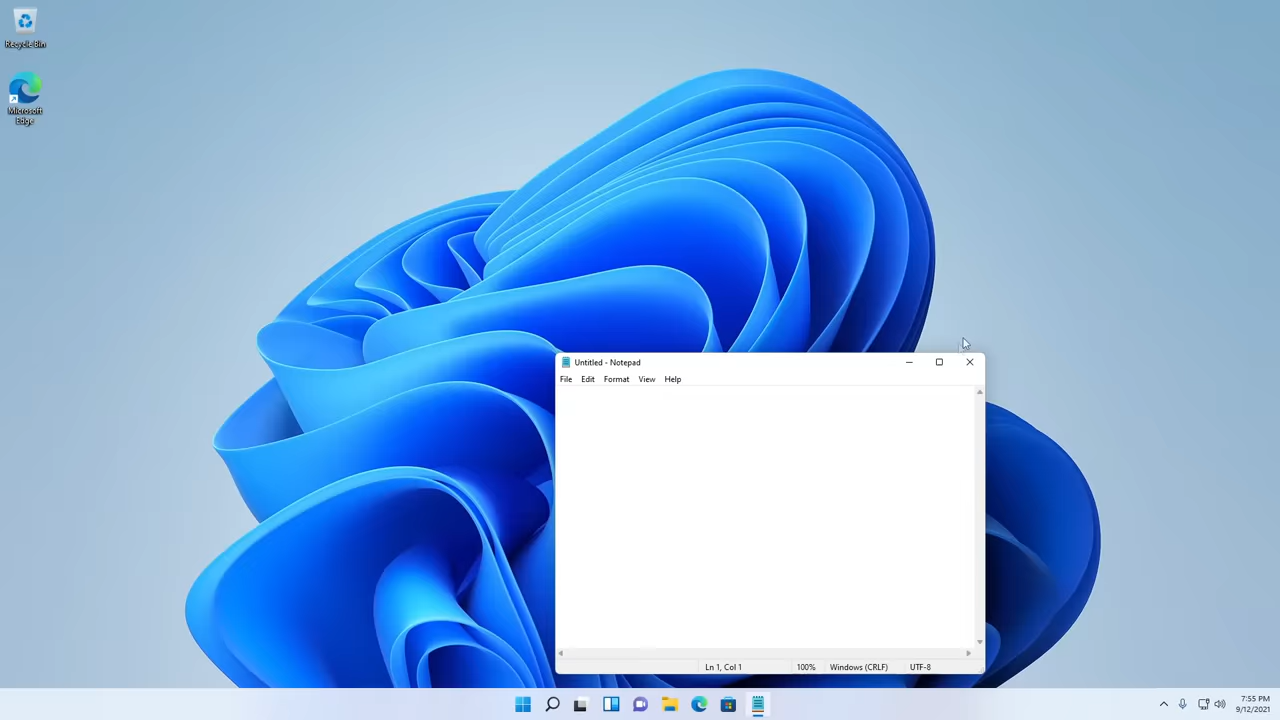 Recycle Bin
Microsoft
Edge
Untitled - Notepad
File Edit Format View Help
Ln 1, Col 1 100% Windows (CRLF) UTF-8
7:55 PM
9/12/2021